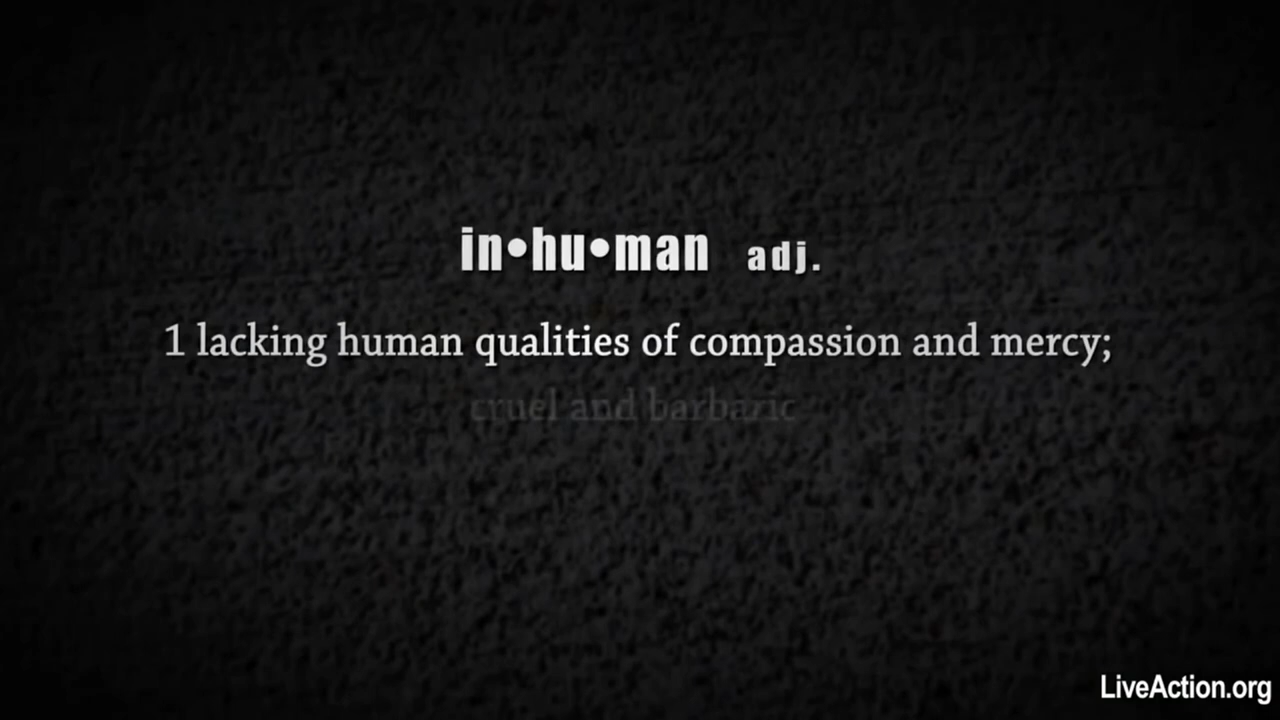 in•hu•man adj.
1 lacking human qualities of compassion and mercy;
cruel and barbaric
LiveAction.org